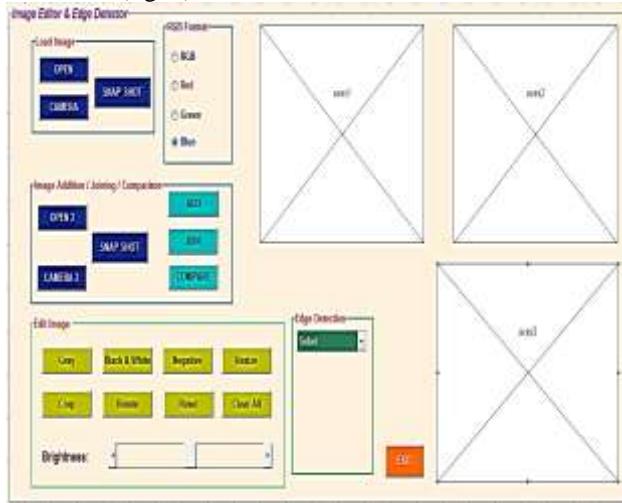 Image Editor & Edge Detector
Load Image
OPEN
SNAP SHOT
CAMERA
RGB Format
RGB
Red
Green
Blue
axes1
axes2
Image Addition / Joining / Comparison
OPEN 2
SNAP SHOT
CAMERA 2
ADD
JOIN
COMPARE
Edit Image
Gray
Black & White
Negative
Resize
Crop
Rotate
Reset
Clear All
Brightness:
Edge Detection
Sobel
axes3